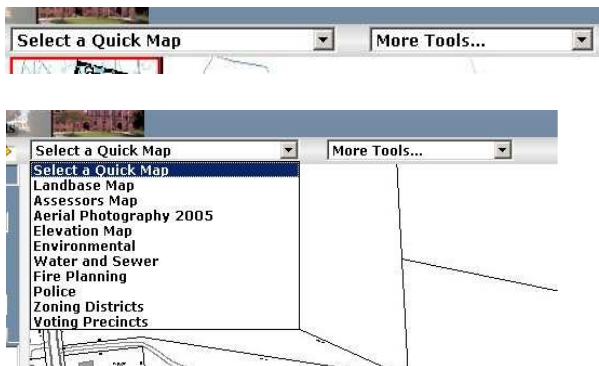 Select a Quick Map More Tools...
Select a Quick Map More Tools...
Select a Quick Map
Landbase Map
Assessors Map
Aerial Photography 2005
Elevation Map
Environmental
Water and Sewer
Fire Planning
Police
Zoning Districts
Voting Precincts